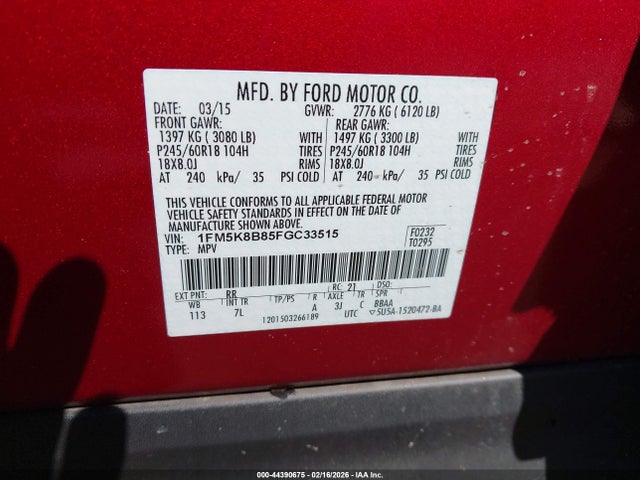 MFD. BY FORD MOTOR CO.
DATE: 03/15 GVWR: 2776 KG ( 6120 LB)
FRONT GAWR: REAR GAWR:
1397 KG ( 3080 LB) WITH 1497 KG ( 3300 LB) WITH
P245/60R18 104H TIRES P245/60R18 104H TIRES
18X8.0J RIMS 18X8.0J RIMS
AT 240 kPa/ 35 PSI COLD AT 240 kPa/ 35 PSI COLD
THIS VEHICLE CONFORMS TO ALL APPLICABLE FEDERAL MOTOR
VEHICLE SAFETY STANDARDS IN EFFECT ON THE DATE OF
MANUFACTURE SHOWN ABOVE.
VIN: 1FM5K8B85FGC33515 F0232
TYPE: MPV T0295
EXT PNT: RR RC: 21 DSO:
WB INT TR TP/PS R AXLE TR SPR
113 7L A 3J C BBAA
1201503266189 UTC ▽5U5A-1520472-BA
000-44390675 - 02/16/2026 - IAA Inc.